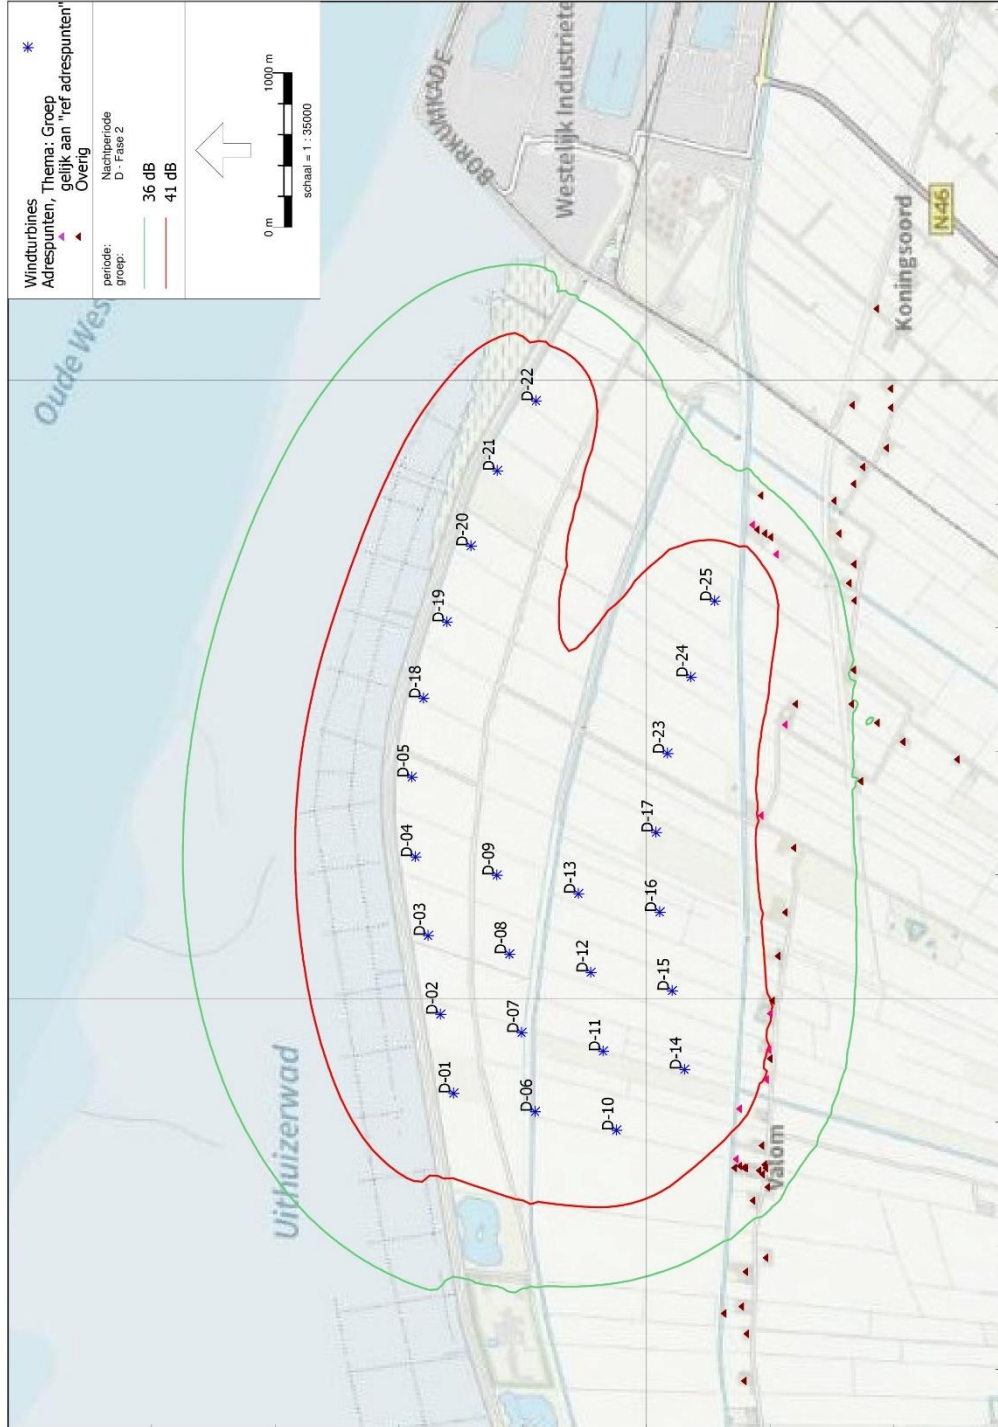 Windturbines
Adrespunten, Thema: Groep
gelijk aan "ref adrespunten"
Overig
periode: Nachtperiode
groep: D - Fase 2
36 dB
41 dB
0 m 1000 m
schaal = 1 : 35000
Oude Wes
Uithuizerwad
BORKUMKADE
Westelijk Industriete
Koningsoord
N46
Valom
D-01
D-02
D-03
D-04
D-05
D-18
D-19
D-20
D-21
D-22
D-06
D-07
D-08
D-09
D-10
D-11
D-12
D-13
D-14
D-15
D-16
D-17
D-23
D-24
D-25